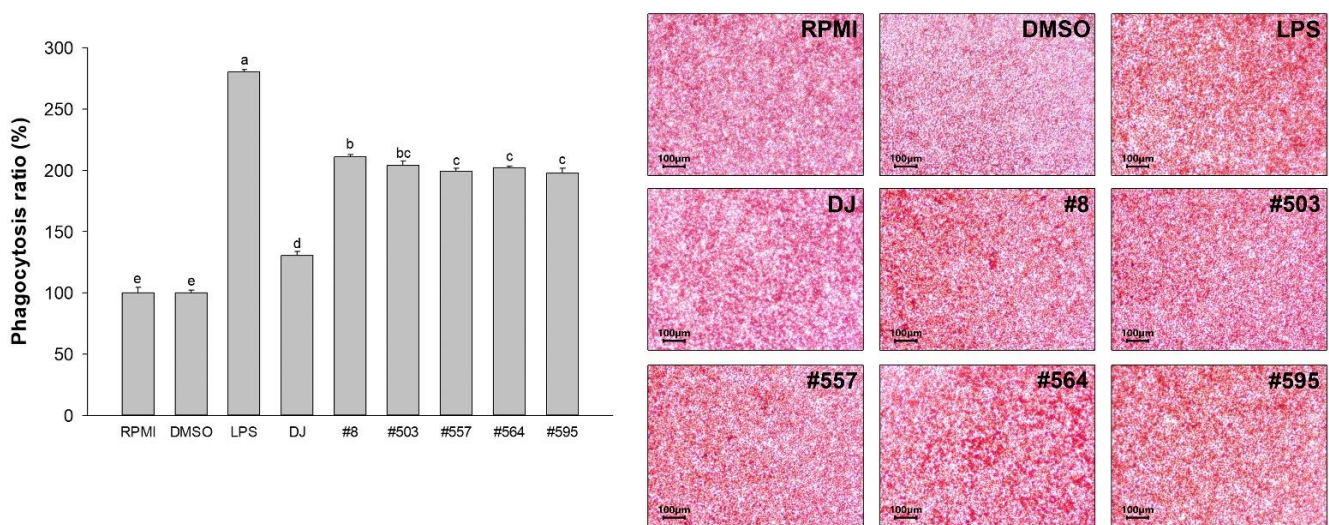 Phagocytosis ratio (%)
300
250
200
150
100
50
0
e
e
a
d
b
bc
c
c
c
RPMI DMSO LPS DJ #8 #503 #557 #564 #595
RPMI
100μm
DMSO
100μm
LPS
100μm
DJ
100μm
#8
100μm
#503
100μm
#557
100μm
#564
100μm
#595
100μm